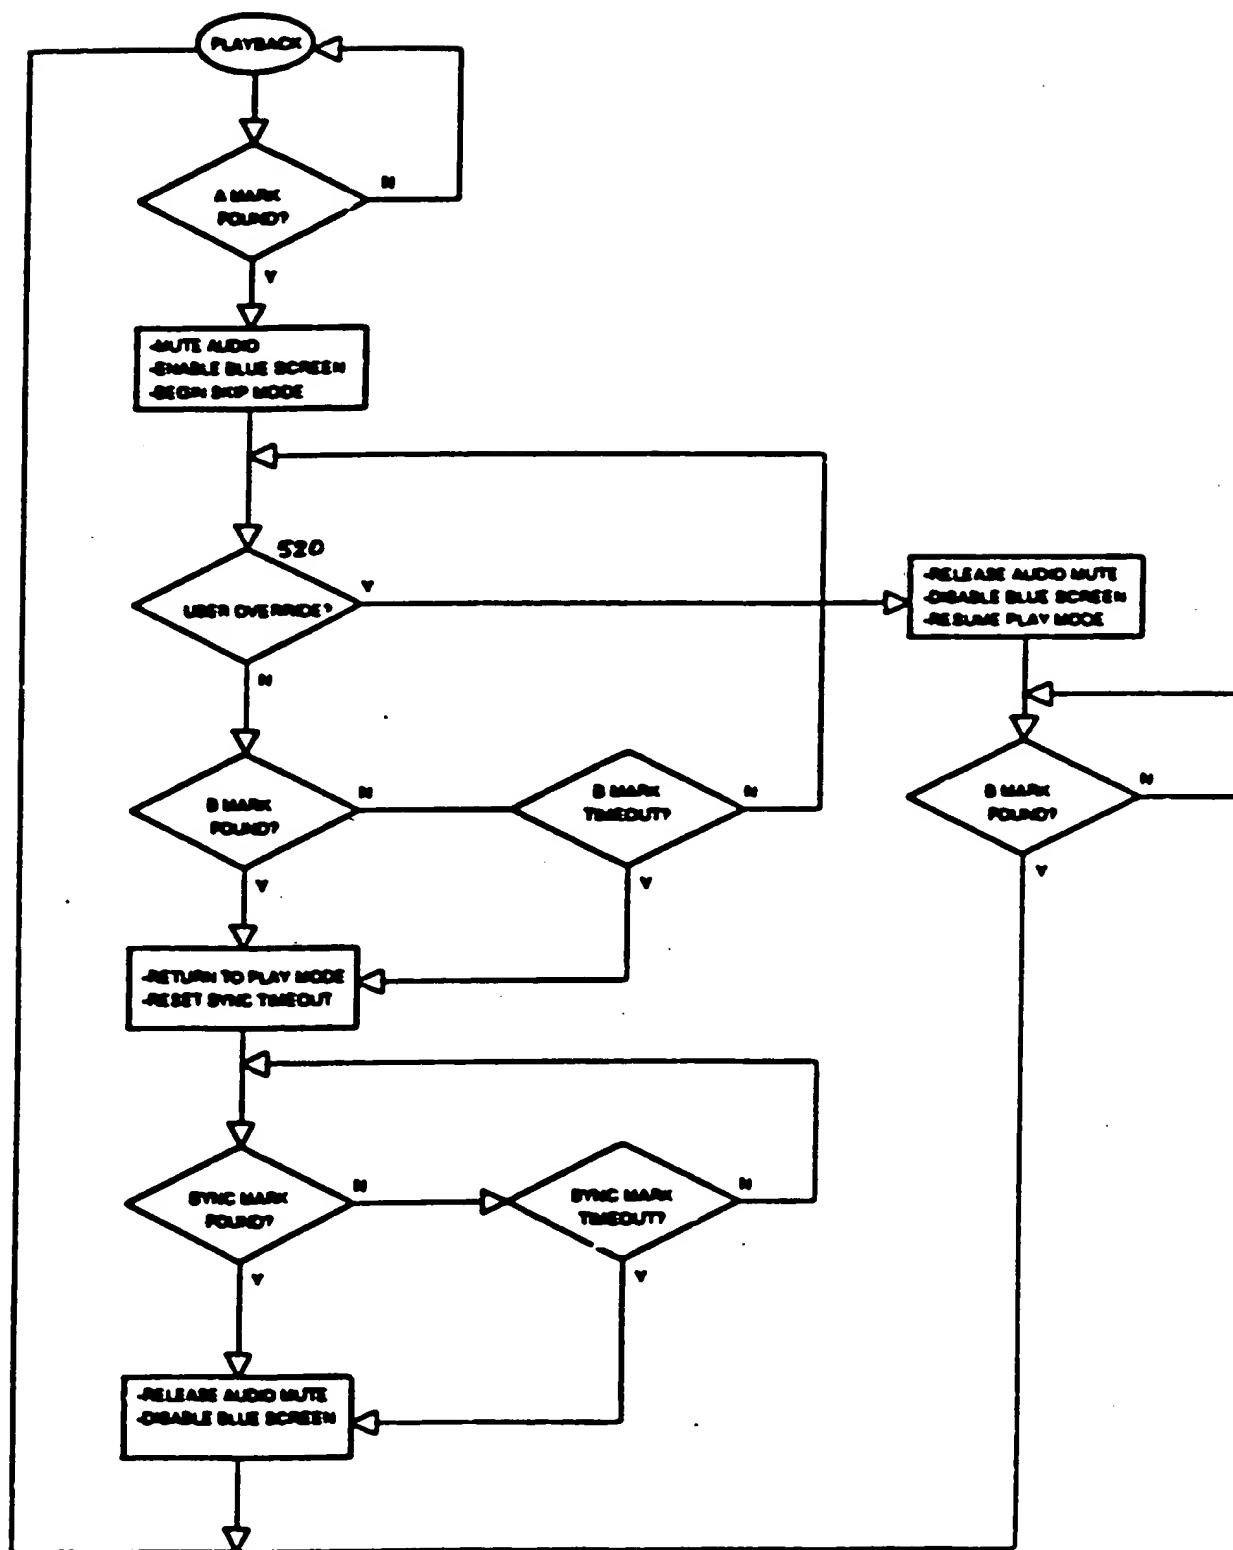 PLAYBACK
A MARK
FOUND?
N
Y
-MUTE AUDIO
-ENABLE BLUE SCREEN
-BEGIN SKIP MODE
520
USER OVERRIDE?
Y
N
-RELEASE AUDIO MUTE
-DISABLE BLUE SCREEN
-RESUME PLAY MODE
B MARK
FOUND?
N
Y
B MARK
TIMEOUT?
N
Y
B MARK
FOUND?
N
Y
-RETURN TO PLAY MODE
-RESET SYNC TIMEOUT
SYNC MARK
FOUND?
N
Y
SYNC MARK
TIMEOUT?
N
Y
-RELEASE AUDIO MUTE
-DISABLE BLUE SCREEN